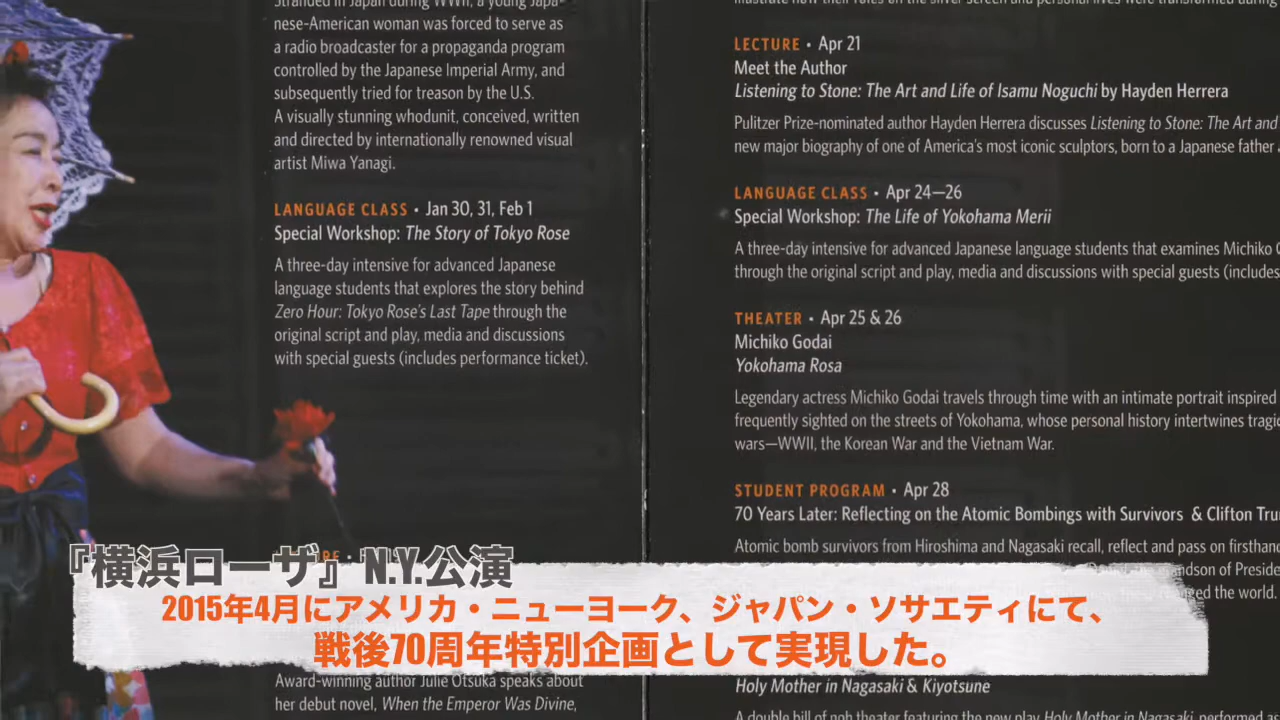 Stranded in Japan during WWII, a young Japa-
nese-American woman was forced to serve as
a radio broadcaster for a propaganda program
controlled by the Japanese Imperial Army, and
subsequently tried for treason by the U.S.
A visually stunning whodunit, conceived, written
and directed by internationally renowned visual
artist Miwa Yanagi.
LANGUAGE CLASS • Jan 30, 31, Feb 1
Special Workshop: The Story of Tokyo Rose
A three-day intensive for advanced Japanese
language students that explores the story behind
Zero Hour: Tokyo Rose's Last Tape through the
original script and play, media and discussions
with special guests (includes performance ticket).
Award-winning author Julie Otsuka speaks about
her debut novel, When the Emperor Was Divine,
illustrate how their roles on the silver screen and personal lives were transformed during
LECTURE • Apr 21
Meet the Author
Listening to Stone: The Art and Life of Isamu Noguchi by Hayden Herrera
Pulitzer Prize-nominated author Hayden Herrera discusses Listening to Stone: The Art and
new major biography of one of America's most iconic sculptors, born to a Japanese father
LANGUAGE CLASS • Apr 24—26
Special Workshop: The Life of Yokohama Merii
A three-day intensive for advanced Japanese language students that examines Michiko
through the original script and play, media and discussions with special guests (includes
THEATER • Apr 25 & 26
Michiko Godai
Yokohama Rosa
Legendary actress Michiko Godai travels through time with an intimate portrait inspired
frequently sighted on the streets of Yokohama, whose personal history intertwines
wars—WWII, the Korean War and the Vietnam War.
STUDENT PROGRAM • Apr 28
70 Years Later: Reflecting on the Atomic Bombings with Survivors & Clifton
Atomic bomb survivors from Hiroshima and Nagasaki recall, reflect and pass on
the world.
Holy Mother in Nagasaki & Kiyotsune
A double bill of noh theater featuring the new play Holy Mother in Nagasaki, performed
『横浜ローザ』N.Y.公演
2015年4月にアメリカ・ニューヨーク、ジャパン・ソサエティにて、
戦後70周年特別企画として実現した。